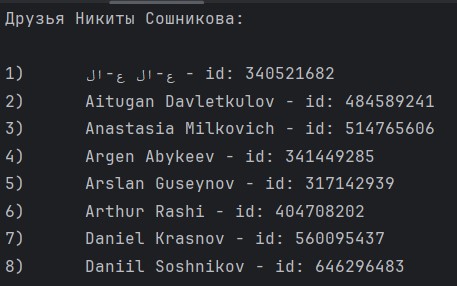 Друзья Никиты Сошникова:
1) ع-ال ع-ال - id: 340521682
2) Aitugan Davletkulov - id: 484589241
3) Anastasia Milkovich - id: 514765606
4) Argen Abykeev - id: 341449285
5) Arslan Guseynov - id: 317142939
6) Arthur Rashi - id: 404708202
7) Daniel Krasnov - id: 560095437
8) Daniil Soshnikov - id: 646296483